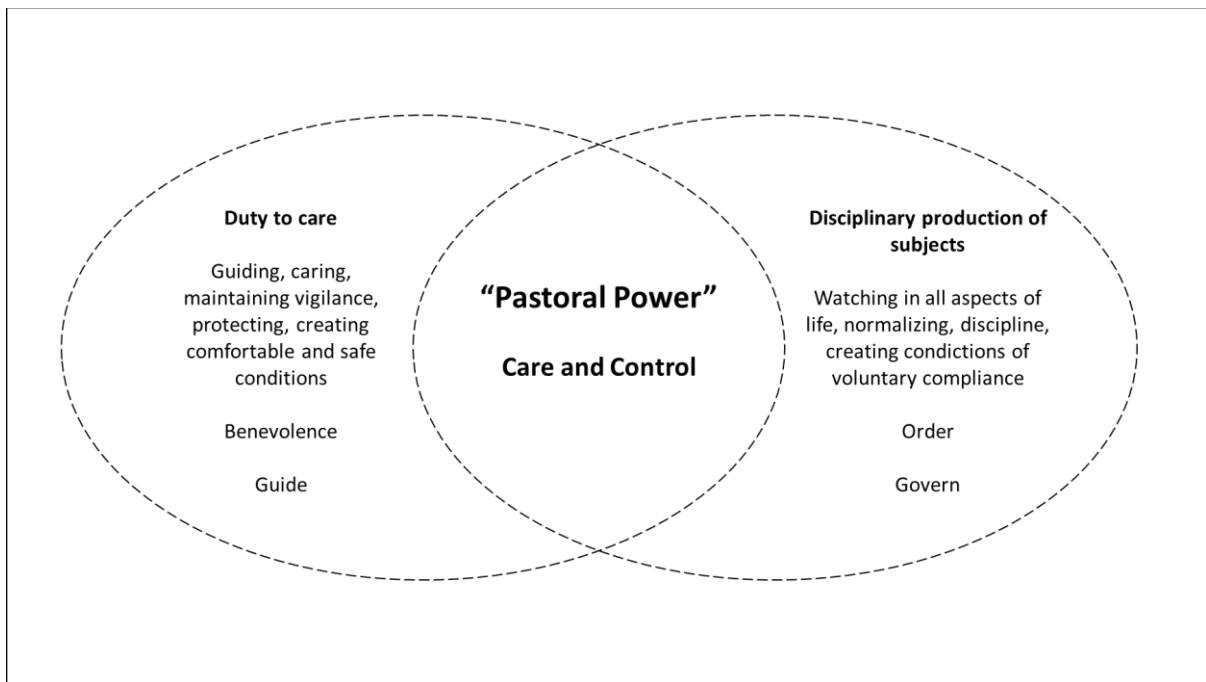 Duty to care
Guiding, caring,
maintaining vigilance,
protecting, creating
comfortable and safe
conditions
Benevolence
Guide
“Pastoral Power”
Care and Control
Disciplinary production of
subjects
Watching in all aspects of
life, normalizing, discipline,
creating condictions of
voluntary compliance
Order
Govern